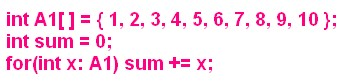 int A1[ ] = { 1, 2, 3, 4, 5, 6, 7, 8, 9, 10 };
int sum = 0;
for(int x: A1) sum += x;